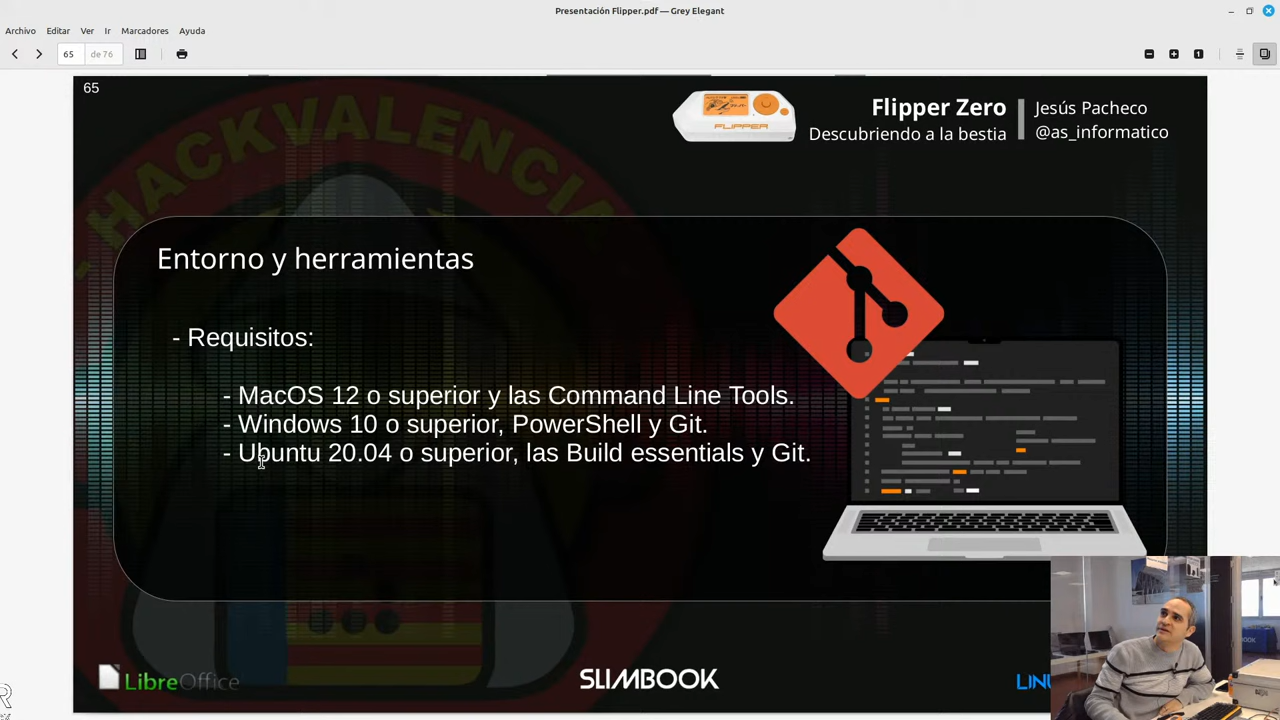 Presentación Flipper.pdf — Grey Elegant
Archivo Editar Ver Ir Marcadores Ayuda
65 de 76
65
FLIPPER
Flipper Zero
Descubriendo a la bestia
Jesús Pacheco
@as_informatico
HACKVALENCIA
Entorno y herramientas
- Requisitos:
- MacOS 12 o superior y las Command Line Tools.
- Windows 10 o superior, PowerShell y Git.
- Ubuntu 20.04 o superior, las Build essentials y Git.
LibreOffice
SLIMBOOK